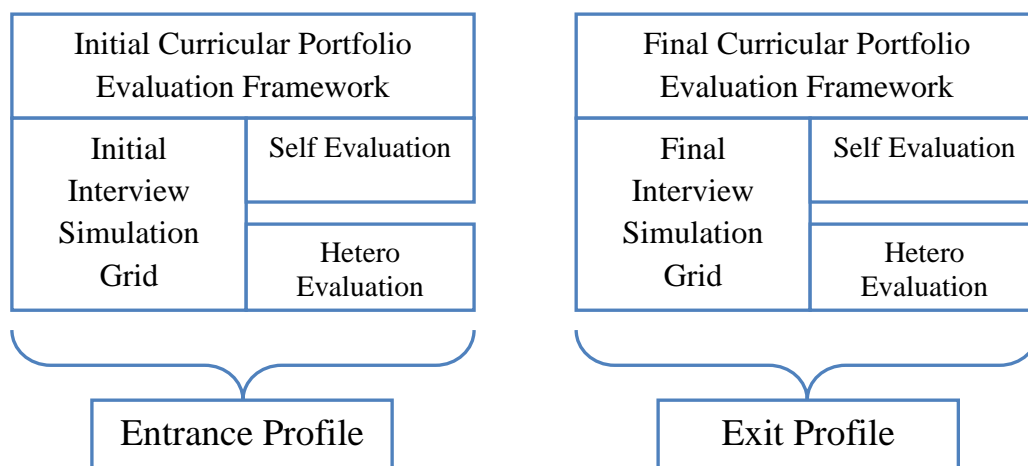 Initial Curricular Portfolio
Evaluation Framework
Initial
Interview
Simulation
Grid
Self Evaluation
Hetero
Evaluation
Entrance Profile
Final Curricular Portfolio
Evaluation Framework
Final
Interview
Simulation
Grid
Self Evaluation
Hetero
Evaluation
Exit Profile